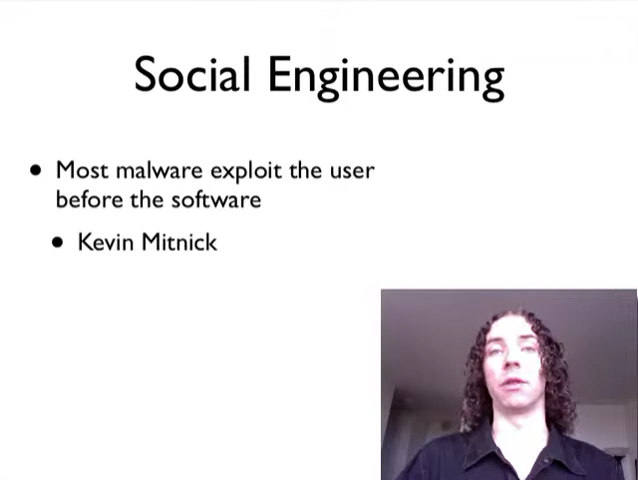 Social Engineering
• Most malware exploit the user
before the software
• Kevin Mitnick